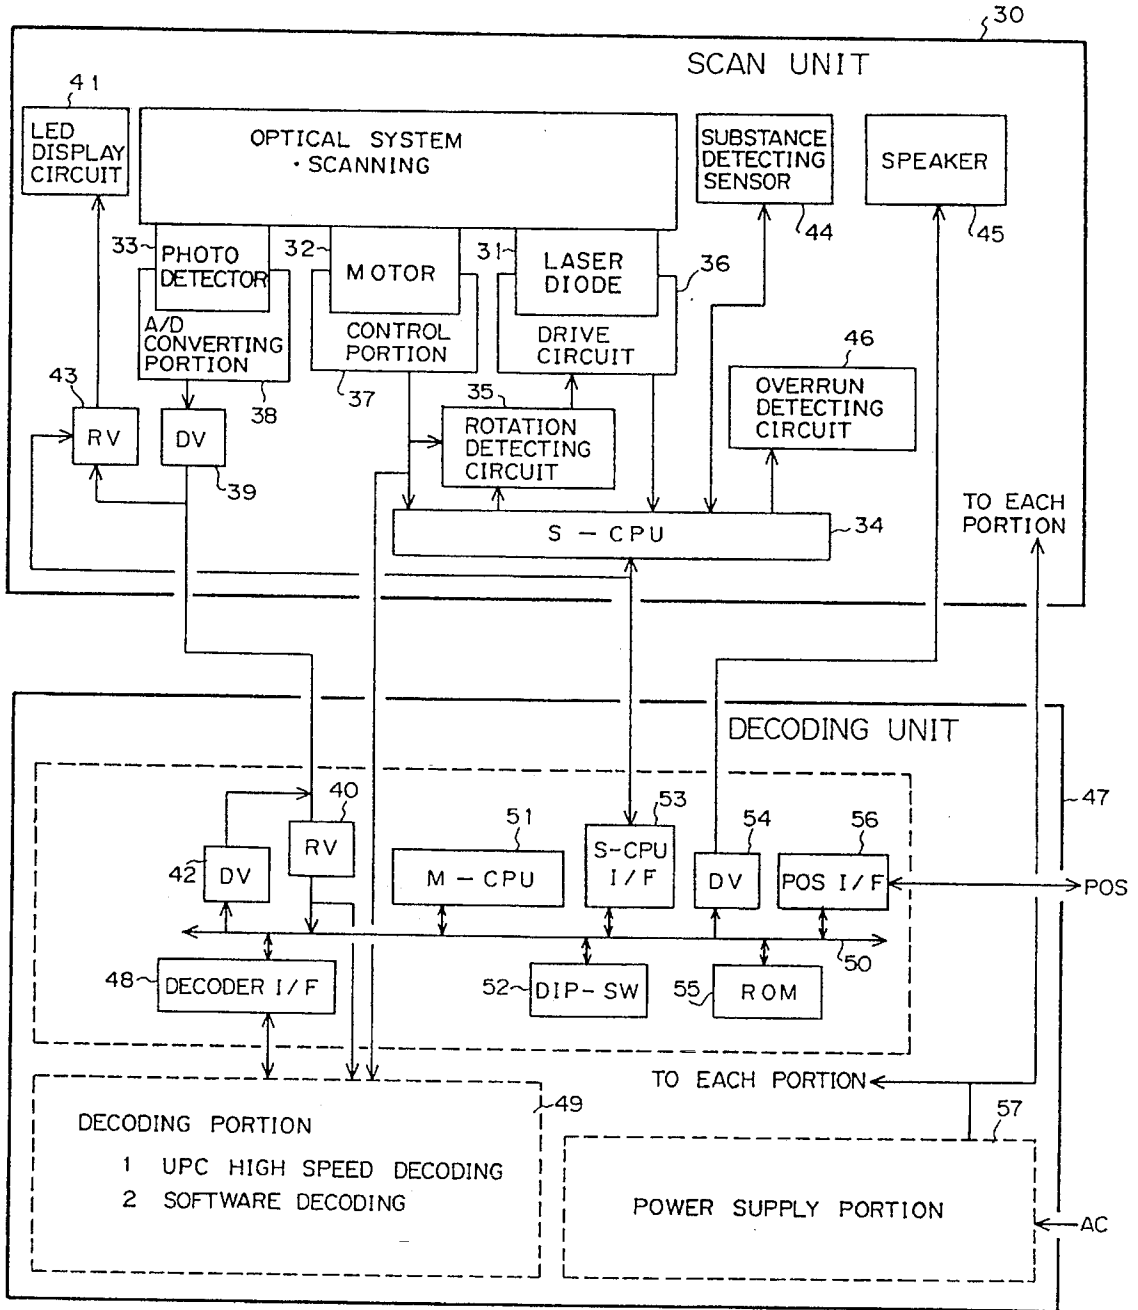 30
SCAN UNIT
41
LED
DISPLAY
CIRCUIT
OPTICAL SYSTEM
• SCANNING
SUBSTANCE
DETECTING
SENSOR
44
SPEAKER
45
33
PHOTO
DETECTOR
32
MOTOR
31
LASER
DIODE
36
A/D
CONVERTING
PORTION
38
CONTROL
PORTION
37
DRIVE
CIRCUIT
46
OVERRUN
DETECTING
CIRCUIT
43
RV
DV
39
35
ROTATION
DETECTING
CIRCUIT
S - CPU
34
TO EACH
PORTION
DECODING UNIT
47
40
RV
42
DV
51
M - CPU
53
S-CPU
I/F
54
DV
56
POS I/F
POS
50
48
DECODER I/F
52
DIP-SW
55
ROM
TO EACH PORTION
49
DECODING PORTION
1 UPC HIGH SPEED DECODING
2 SOFTWARE DECODING
57
POWER SUPPLY PORTION
AC